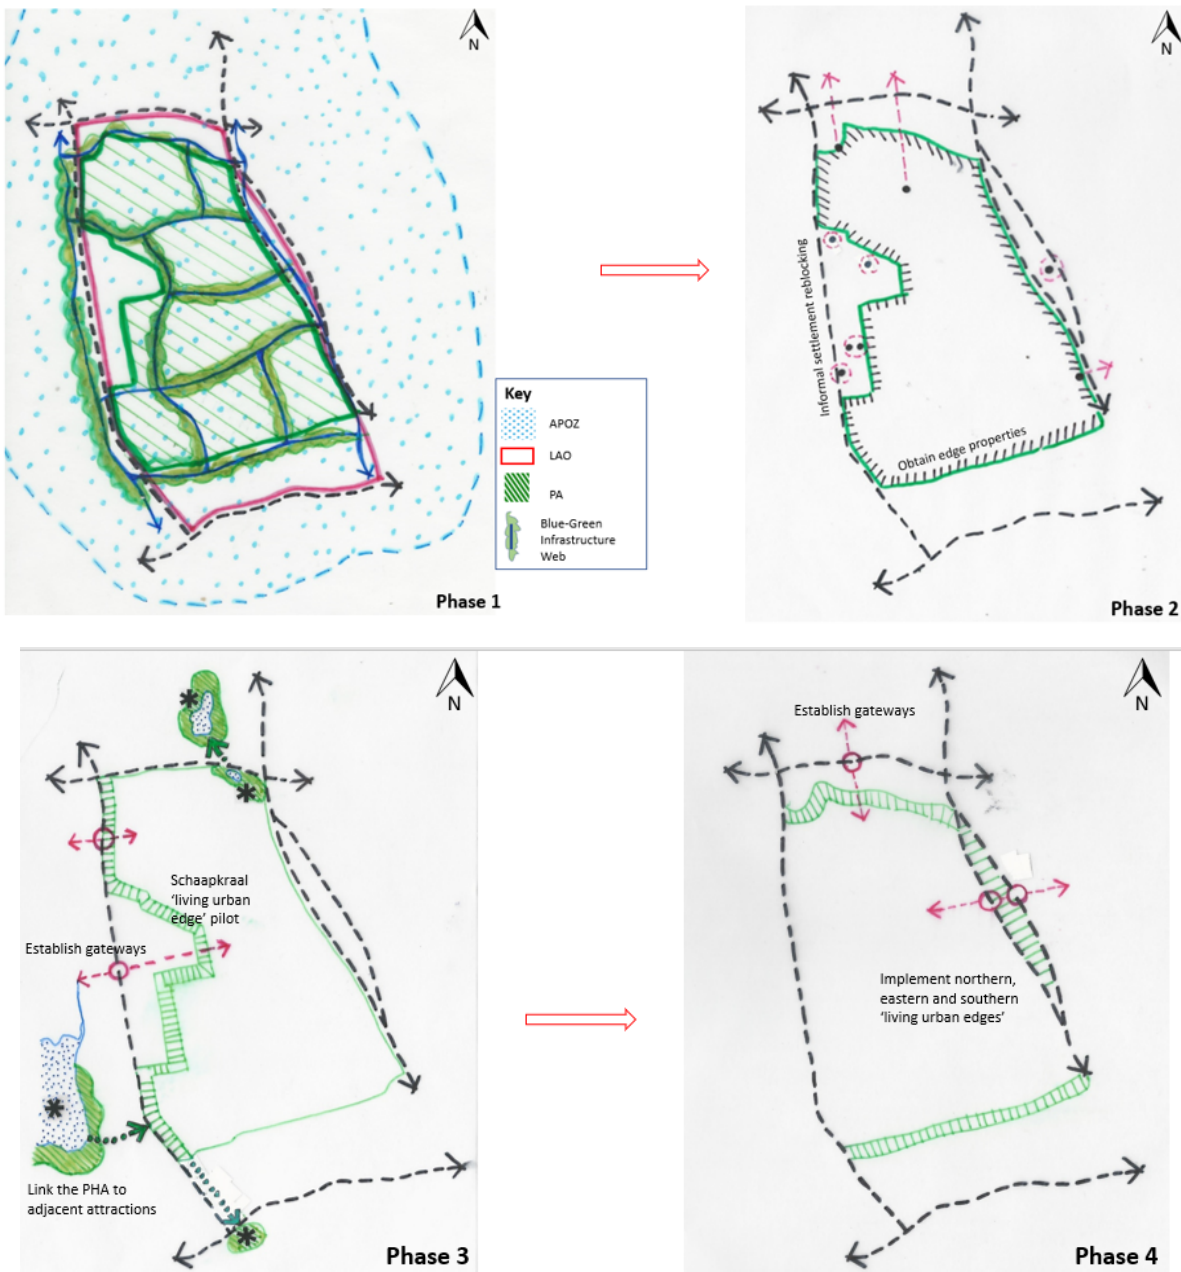 N
Key
APOZ
LAO
PA
Blue-Green
Infrastructure
Web
Phase 1
N
Informal settlement reblocking
Obtain edge properties
Phase 2
N
Schaapkraal
‘living urban
edge’ pilot
Establish gateways
Link the PHA to
adjacent attractions
Phase 3
N
Establish gateways
Implement northern,
eastern and southern
‘living urban edges’
Phase 4